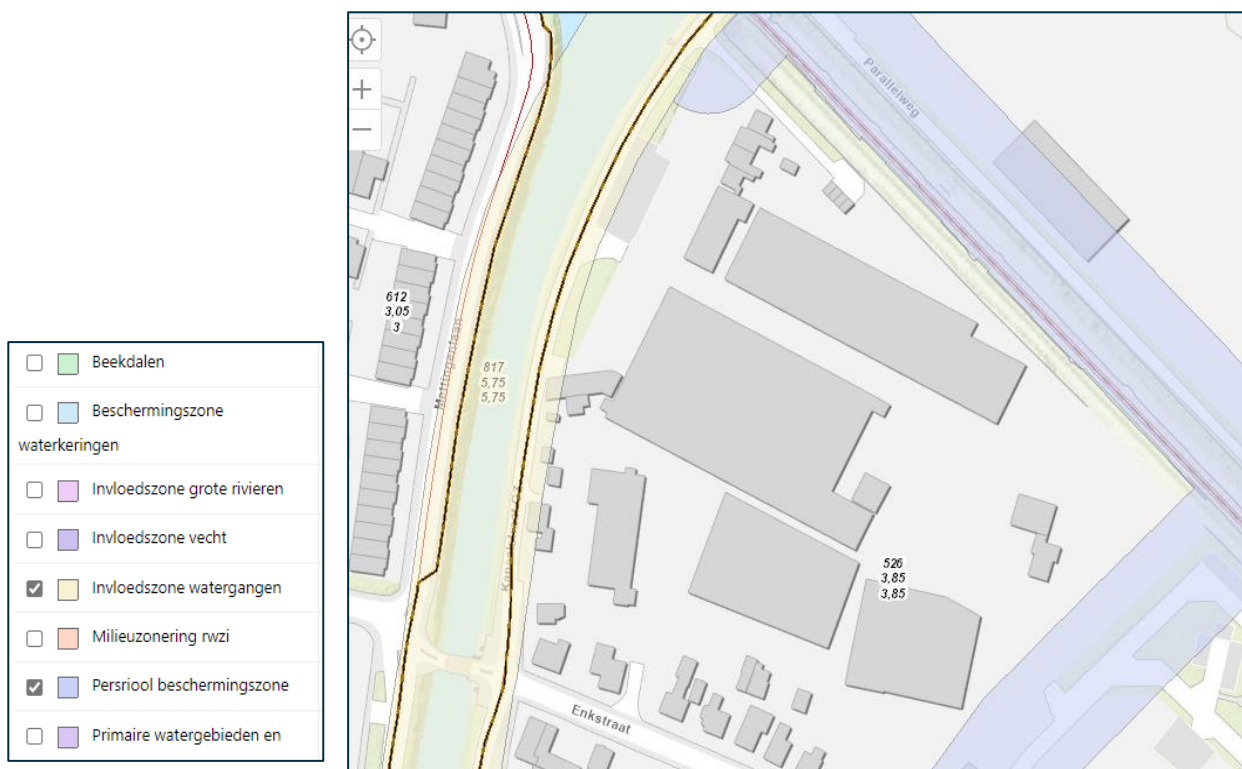 Beekdalen
Beschermingszone
waterkeringen
Invloedszone grote rivieren
Invloedszone vecht
Invloedszone watergangen
Milieuzonering rwzi
Persriool beschermingszone
Primaire watergebieden en
Parallelweg
612
3,05
3
Mettingenlaan
817
5,75
5,75
526
3,85
3,85
Enkstraat